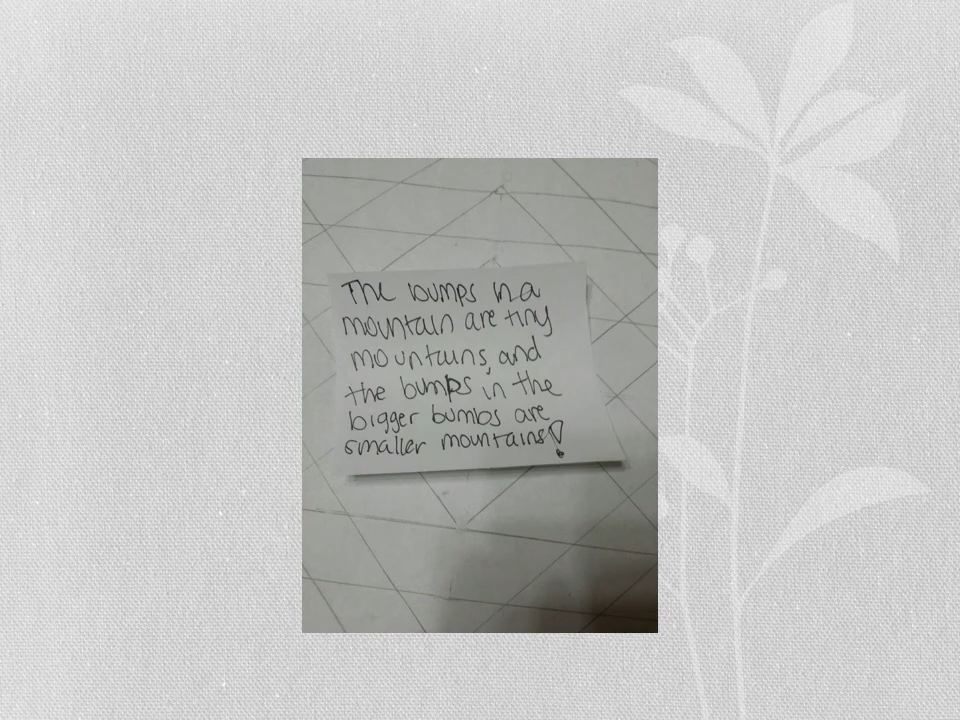 The bumps in a
mountain are tiny
mountains, and
the bumps in the
bigger bumbs are
smaller mountains!